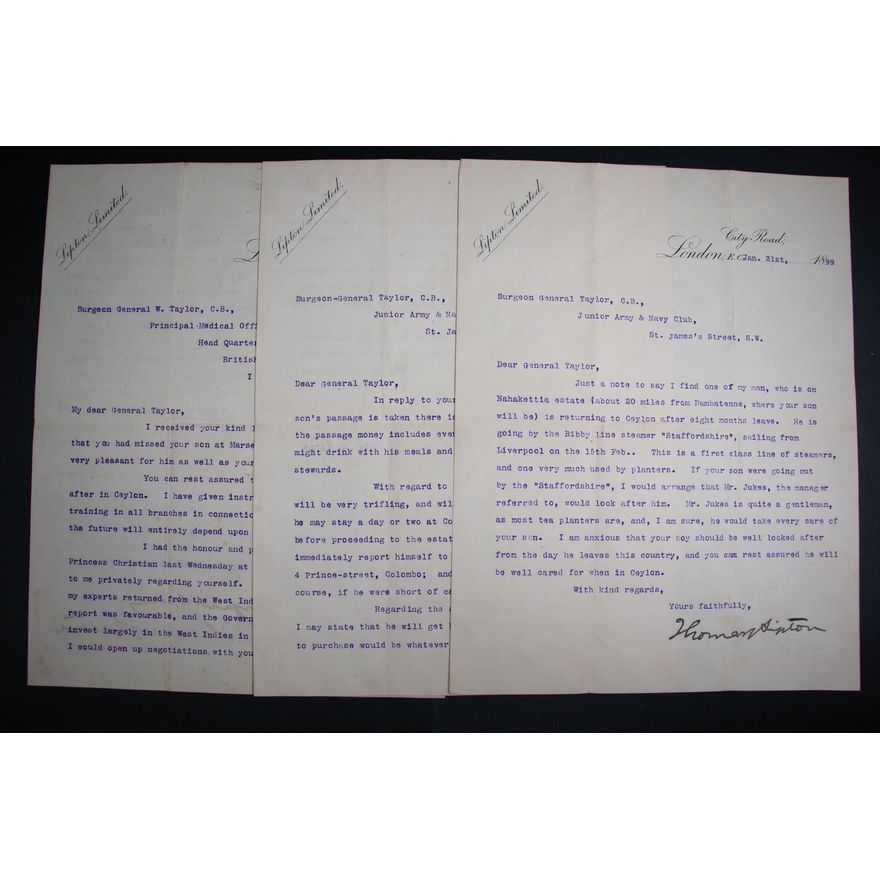 Lipton Limited.
Surgeon General W. Taylor, C.B.,
Principal Medical Offi
Head Quarter
British
I
My dear General Taylor,
I received your kind l
that you had missed your son at Marse
very pleasant for him as well as your
You can rest assured t
after in Ceylon. I have given instr
training in all branches in connectio
the future will entirely depend upon
I had the honour and p
Princess Christian last Wednesday at
to me privately regarding yourself.
my experts returned from the West Ind
report was favourable, and the Govern
invest largely in the West Indies in
I would open up negotiations with you
Lipton Limited.
Surgeon-General Taylor, C.B.,
Junior Army & Na
St. Ja
Dear General Taylor,
In reply to your
son's passage is taken there is
the passage money includes ever
might drink with his meals and
stewards.
With regard to
will be very trifling, and wil
he may stay a day or two at Co
before proceeding to the estat
immediately report himself to
4 Prince-street, Colombo; and
course, if he were short of ca
Regarding the
I may state that he will get
to purchase would be whatever
Lipton Limited.
City Road,
London, E.C. Jan. 31st, 1899
Surgeon General Taylor, C.B.,
Junior Army & Navy Club,
St. James's Street, S.W.
Dear General Taylor,
Just a note to say I find one of my men, who is on
Nahakettia estate (about 20 miles from Dambatenne, where your son
will be) is returning to Ceylon after eight months leave. He is
going by the Bibby line steamer "Staffordshire", sailing from
Liverpool on the 15th Feb.. This is a first class line of steamers,
and one very much used by planters. If your son were going out
by the "Staffordshire", I would arrange that Mr. Jukes, the manager
referred to, would look after him. Mr. Jukes is quite a gentleman,
as most tea planters are, and, I am sure, he would take every care of
your son. I am anxious that your boy should be well looked after
from the day he leaves this country, and you can rest assured he will
be well cared for when in Ceylon.
With kind regards,
Yours faithfully,
Thomas J Lipton